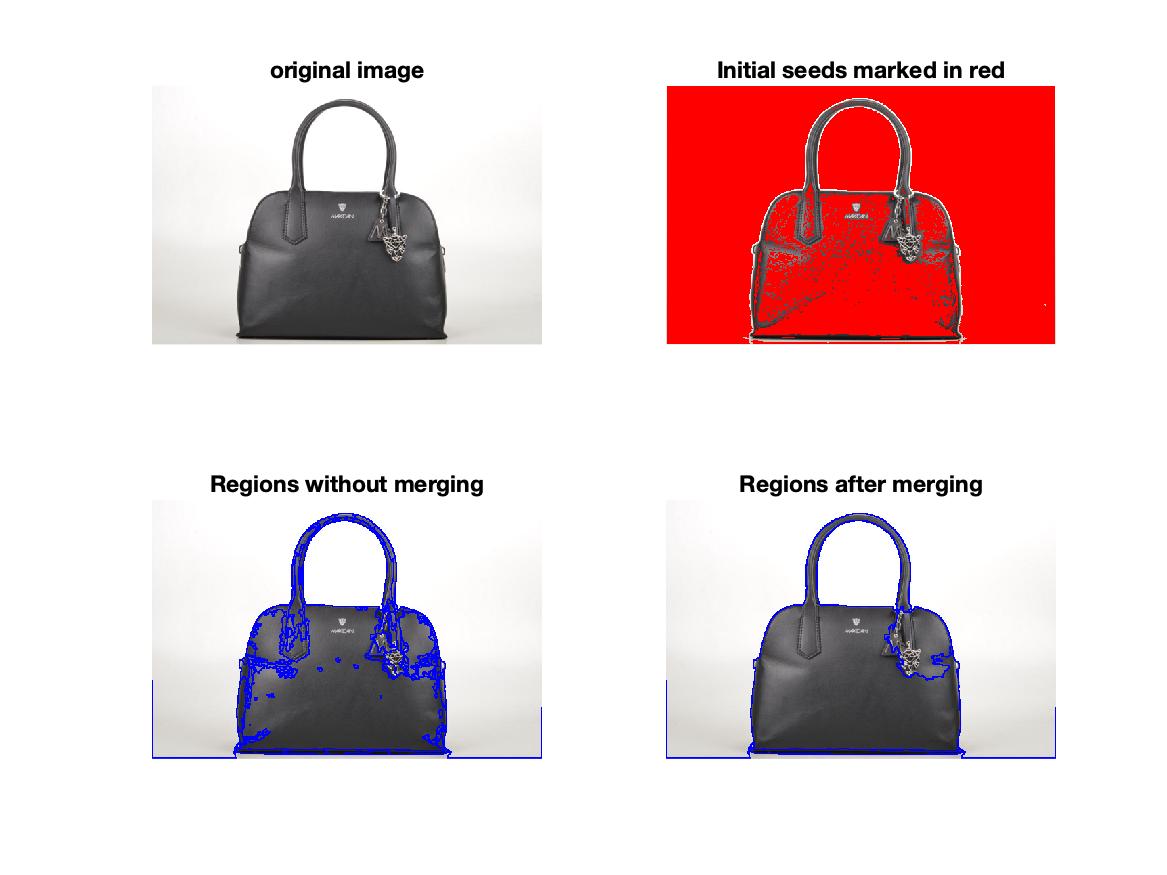 original image
Initial seeds marked in red
Regions without merging
Regions after merging